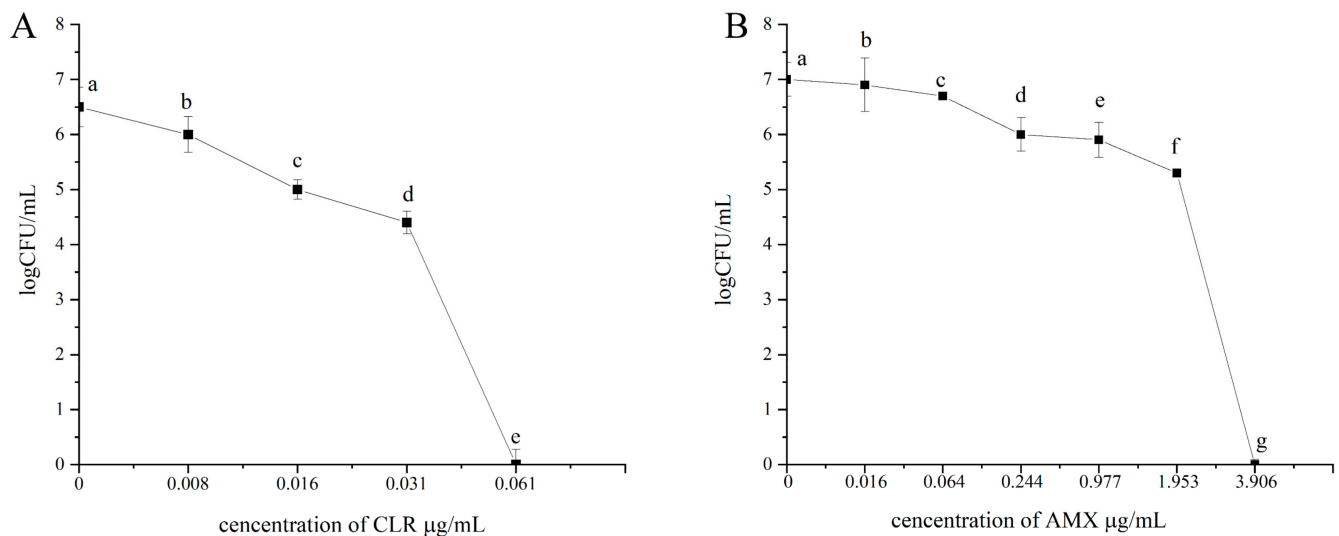 A
8
7
6
5
4
3
2
1
0
logCFU/mL
a
b
c
d
e
0 0.008 0.016 0.031 0.061
cencentration of CLR μg/mL
B
8
7
6
5
4
3
2
1
0
logCFU/mL
a
b
c
d
e
f
g
0 0.016 0.064 0.244 0.977 1.953 3.906
cencentration of AMX μg/mL